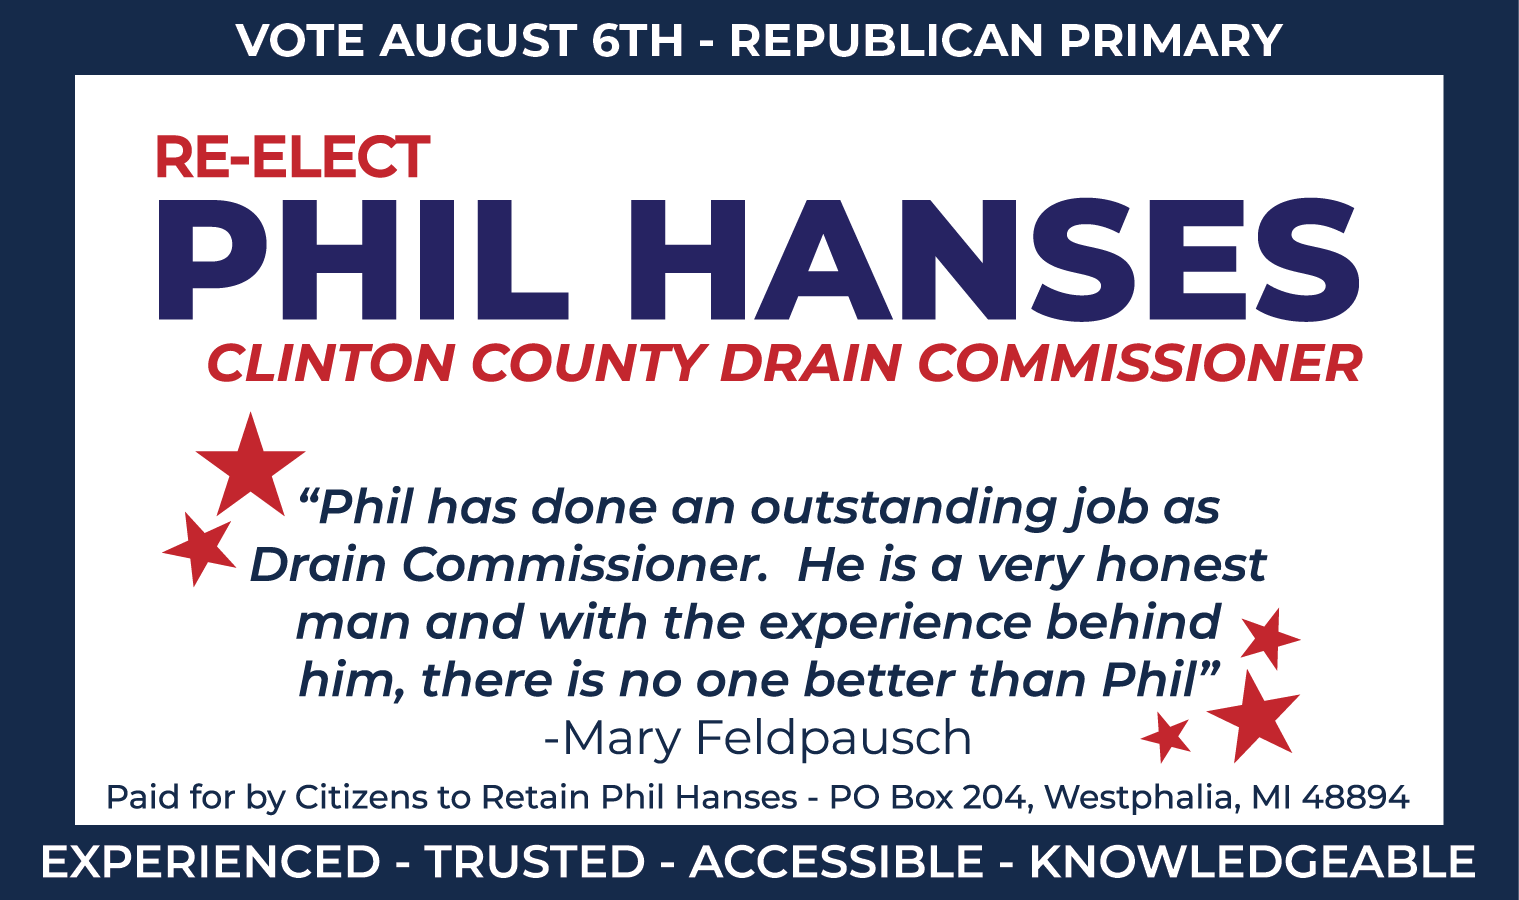 VOTE AUGUST 6TH - REPUBLICAN PRIMARY
RE-ELECT
PHIL HANSES
CLINTON COUNTY DRAIN COMMISSIONER
“Phil has done an outstanding job as
Drain Commissioner.  He is a very honest
man and with the experience behind
him, there is no one better than Phil”
-Mary Feldpausch
Paid for by Citizens to Retain Phil Hanses - PO Box 204, Westphalia, MI 48894
EXPERIENCED - TRUSTED - ACCESSIBLE - KNOWLEDGEABLE